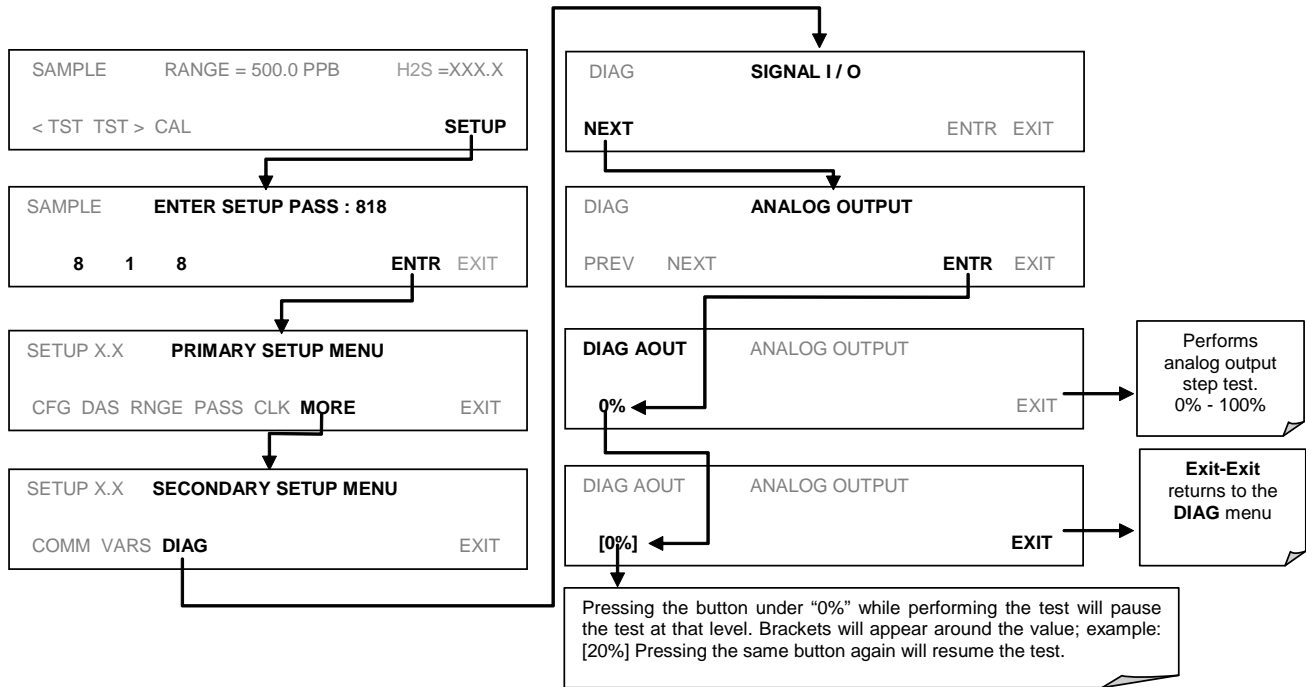 SAMPLE RANGE = 500.0 PPB H2S =XXX.X
< TST TST > CAL SETUP
SAMPLE ENTER SETUP PASS : 818
8 1 8 ENTR EXIT
SETUP X.X PRIMARY SETUP MENU
CFG DAS RNGE PASS CLK MORE EXIT
SETUP X.X SECONDARY SETUP MENU
COMM VARS DIAG EXIT
DIAG SIGNAL I / O
NEXT ENTR EXIT
DIAG ANALOG OUTPUT
PREV NEXT ENTR EXIT
DIAG AOUT ANALOG OUTPUT
0% EXIT
Performs
analog output
step test.
0% - 100%
DIAG AOUT ANALOG OUTPUT
[0%] EXIT
Exit-Exit
returns to the
DIAG menu
Pressing the button under “0%” while performing the test will pause
the test at that level. Brackets will appear around the value; example:
[20%] Pressing the same button again will resume the test.